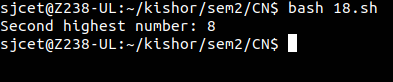 sjcet@Z238-UL:~/kishor/sem2/CN$ bash 18.sh
Second highest number: 8
sjcet@Z238-UL:~/kishor/sem2/CN$